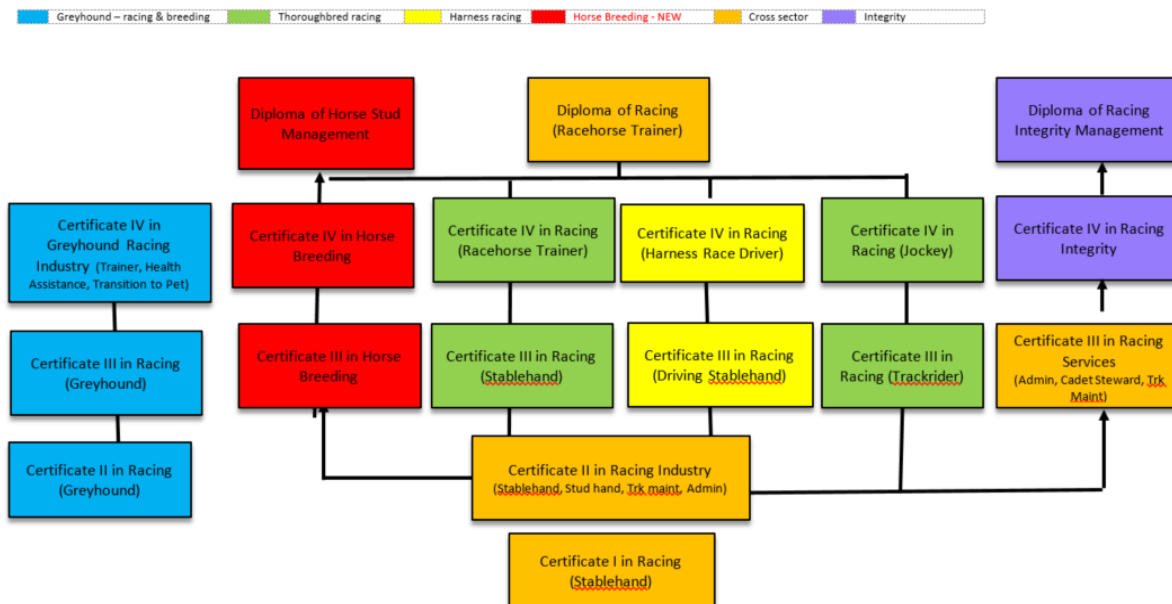 Greyhound – racing & breeding
Thoroughbred racing
Harness racing
Horse Breeding - NEW
Cross sector
Integrity
Diploma of Horse Stud
Management
Diploma of Racing
(Racehorse Trainer)
Diploma of Racing
Integrity Management
Certificate IV in
Greyhound Racing
Industry (Trainer, Health
Assistance, Transition to Pet)
Certificate IV in Horse
Breeding
Certificate IV in Racing
(Racehorse Trainer)
Certificate IV in Racing
(Harness Race Driver)
Certificate IV in
Racing (Jockey)
Certificate IV in Racing
Integrity
Certificate III in Racing
(Greyhound)
Certificate III in Horse
Breeding
Certificate III in Racing
(Stablehand)
Certificate III in Racing
(Driving Stablehand)
Certificate III in
Racing (Trackrider)
Certificate III in Racing
Services
(Admin, Cadet Steward, Trk
Maint)
Certificate II in Racing
(Greyhound)
Certificate II in Racing Industry
(Stablehand, Stud hand, Trk maint, Admin)
Certificate I in Racing
(Stablehand)